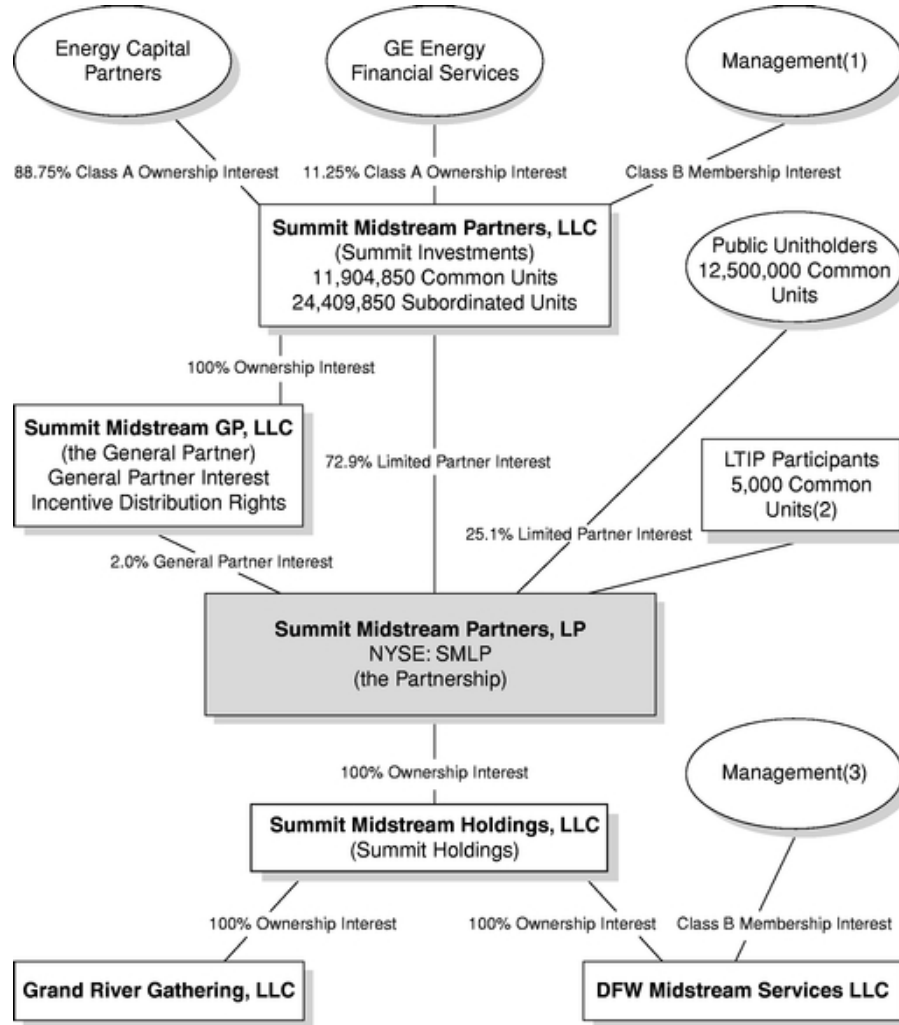 Energy Capital
Partners
GE Energy
Financial Services
Management(1)
88.75% Class A Ownership Interest
11.25% Class A Ownership Interest
Class B Membership Interest
Summit Midstream Partners, LLC
(Summit Investments)
11,904,850 Common Units
24,409,850 Subordinated Units
Public Unitholders
12,500,000 Common
Units
100% Ownership Interest
Summit Midstream GP, LLC
(the General Partner)
General Partner Interest
Incentive Distribution Rights
72.9% Limited Partner Interest
LTIP Participants
5,000 Common
Units(2)
25.1% Limited Partner Interest
2.0% General Partner Interest
Summit Midstream Partners, LP
NYSE: SMLP
(the Partnership)
100% Ownership Interest
Management(3)
Summit Midstream Holdings, LLC
(Summit Holdings)
100% Ownership Interest
100% Ownership Interest
Class B Membership Interest
Grand River Gathering, LLC
DFW Midstream Services LLC